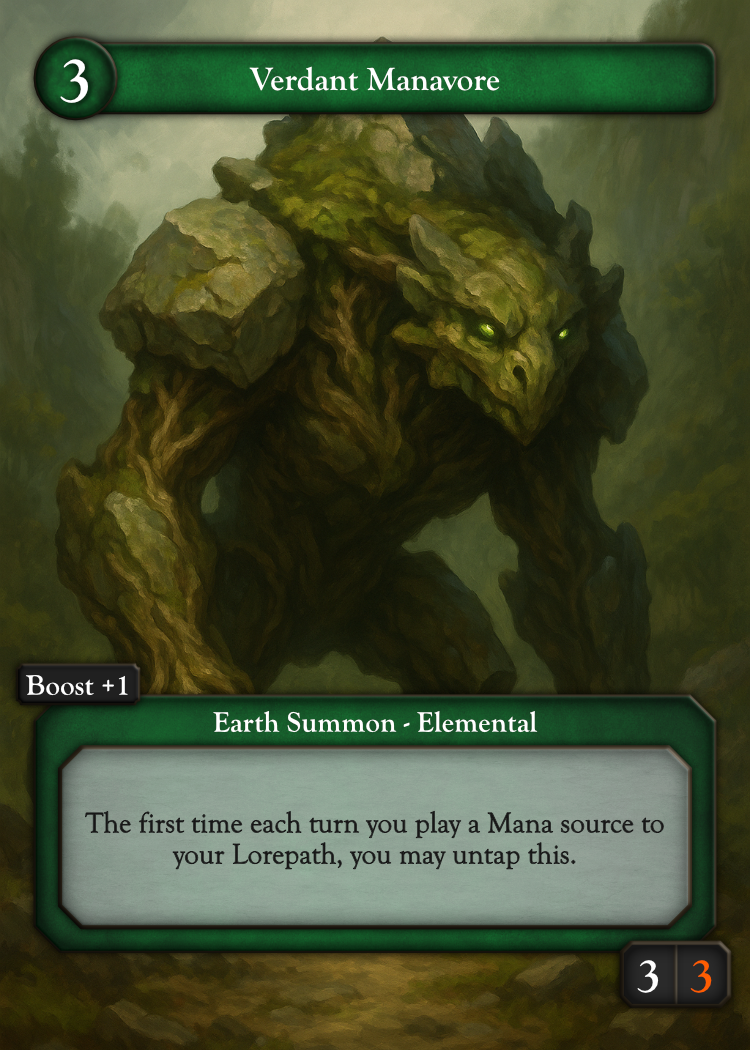 3
Verdant Manavore
Boost +1
Earth Summon - Elemental
The first time each turn you play a Mana source to
your Lorepath, you may untap this.
3 3